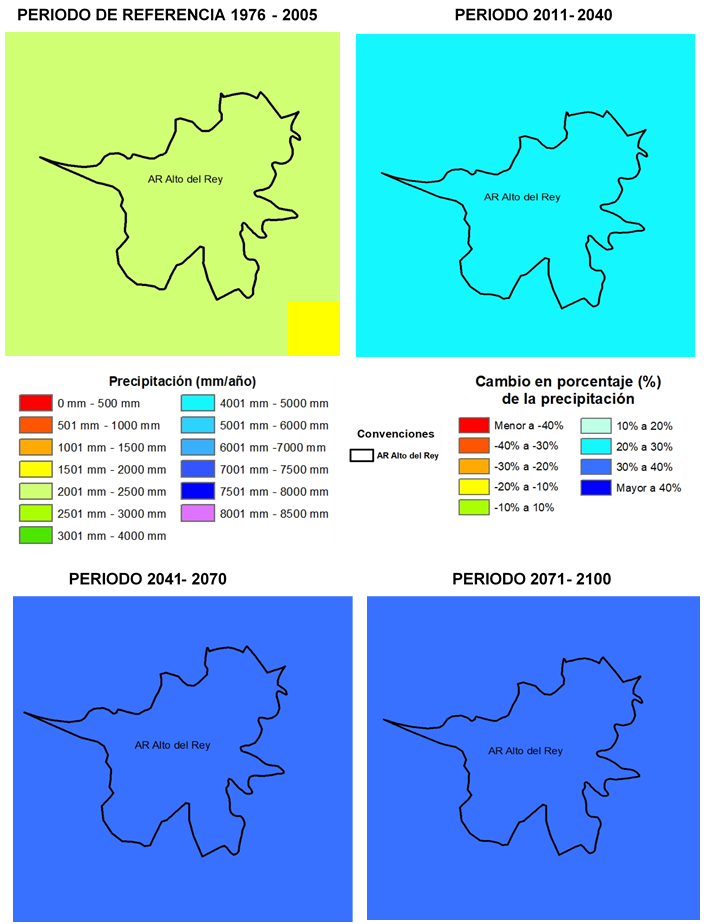 PERIODO DE REFERENCIA 1976 - 2005
PERIODO 2011- 2040
AR Alto del Rey
AR Alto del Rey
Precipitación (mm/año)
0 mm - 500 mm
501 mm - 1000 mm
1001 mm - 1500 mm
1501 mm - 2000 mm
2001 mm - 2500 mm
2501 mm - 3000 mm
3001 mm - 4000 mm
4001 mm - 5000 mm
5001 mm - 6000 mm
6001 mm -7000 mm
7001 mm - 7500 mm
7501 mm - 8000 mm
8001 mm - 8500 mm
Convenciones
AR Alto del Rey
Cambio en porcentaje (%)
de la precipitación
Menor a -40%
-40% a -30%
-30% a -20%
-20% a -10%
-10% a 10%
10% a 20%
20% a 30%
30% a 40%
Mayor a 40%
PERIODO 2041- 2070
PERIODO 2071- 2100
AR Alto del Rey
AR Alto del Rey